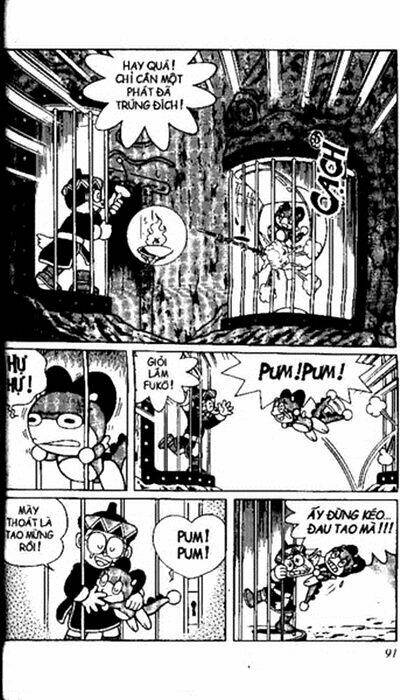 HAY QUÁ!
CHỈ CẦN MỘT
PHÁT ĐÃ
TRÚNG ĐÍCH!
CẠCH
HỰ
HỰ!
GIỎI
LẮM
FUKÔ!
PUM! PUM!
MÀY
THOÁT LÀ
TAO MỪNG
RỒI!
PUM!
PUM!
ẤY ĐỪNG KÉO...
ĐAU TAO MÀ!!!
91